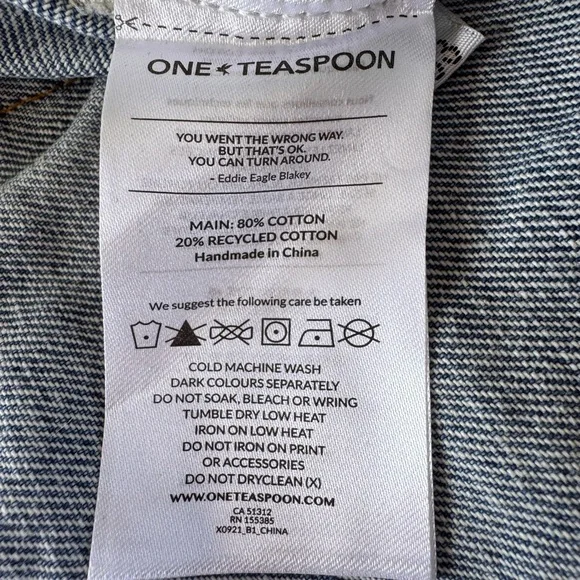 ONE TEASPOON
YOU WENT THE WRONG WAY.
BUT THAT'S OK.
YOU CAN TURN AROUND.
- Eddie Eagle Blakey
MAIN: 80% COTTON
20% RECYCLED COTTON
Handmade in China
We suggest the following care be taken
COLD MACHINE WASH
DARK COLOURS SEPARATELY
DO NOT SOAK, BLEACH OR WRING
TUMBLE DRY LOW HEAT
IRON ON LOW HEAT
DO NOT IRON ON PRINT
OR ACCESSORIES
DO NOT DRYCLEAN (X)
WWW.ONETEASPOON.COM
CA 51312
RN 155385
X0921_B1_CHINA